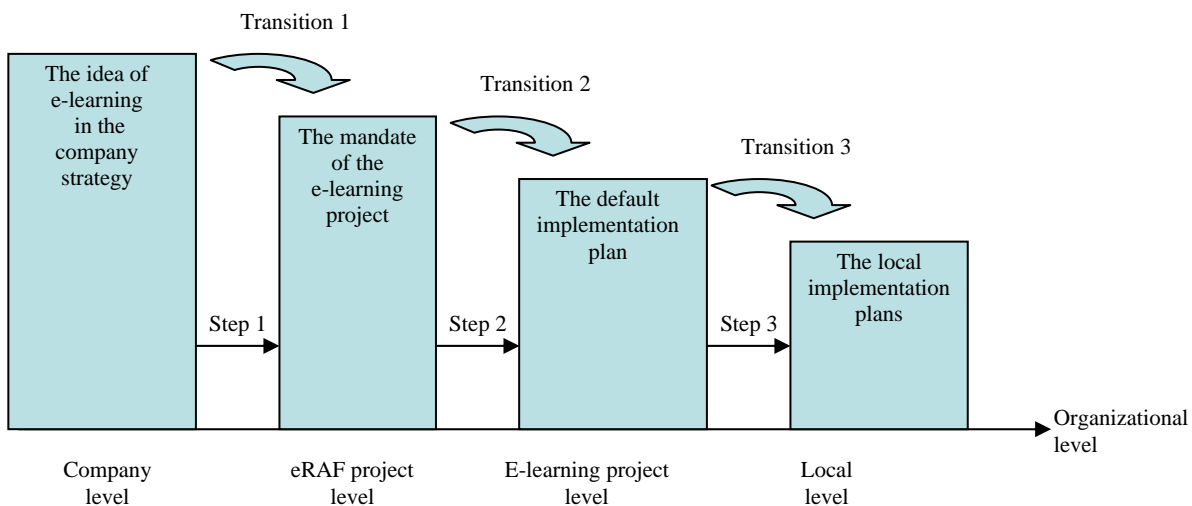 Transition 1
The idea of
e-learning
in the
company
strategy
Transition 2
The mandate
of the
e-learning
project
Transition 3
The default
implementation
plan
The local
implementation
plans
Step 1
Step 2
Step 3
Organizational
level
Company
level
eRAF project
level
E-learning project
level
Local
level